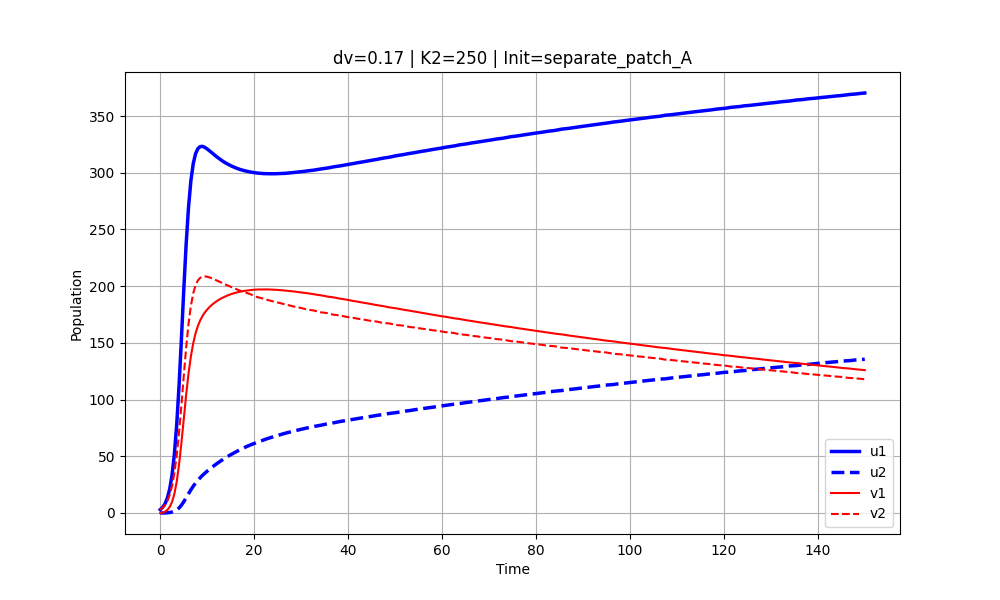 dv=0.17 | K2=250 | Init=separate_patch_A
Population
350
300
250
200
150
100
50
0
u1
u2
v1
v2
0 20 40 60 80 100 120 140
Time